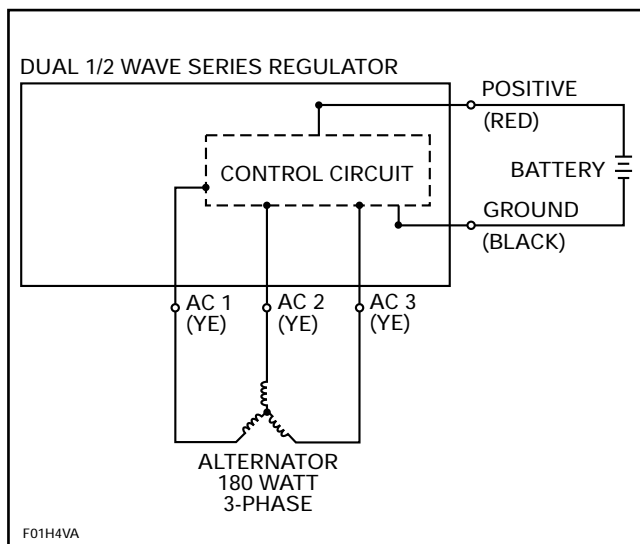 DUAL 1/2 WAVE SERIES REGULATOR
POSITIVE
(RED)
CONTROL CIRCUIT
BATTERY
GROUND
(BLACK)
AC 1
(YE)
AC 2
(YE)
AC 3
(YE)
ALTERNATOR
180 WATT
3-PHASE
F01H4VA